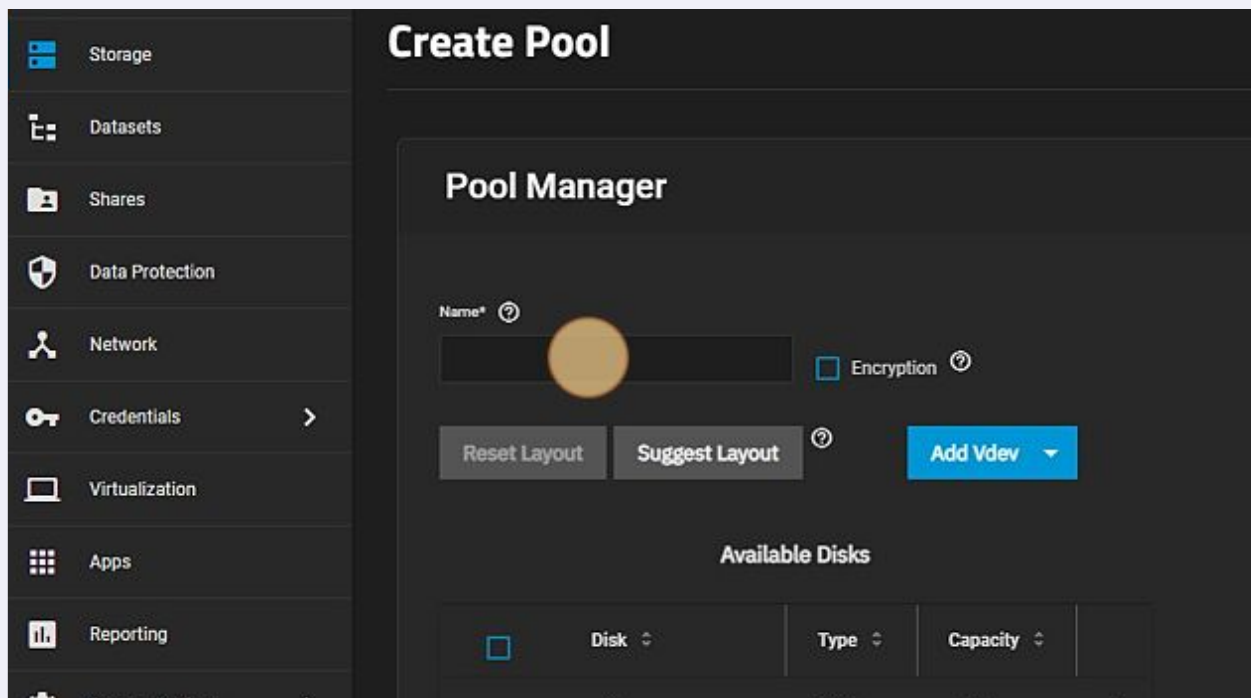 Storage
Datasets
Shares
Data Protection
Network
Credentials
Virtualization
Apps
Reporting
Create Pool
Pool Manager
Name*
Encryption
Reset Layout
Suggest Layout
Add Vdev
Available Disks
Disk
Type
Capacity